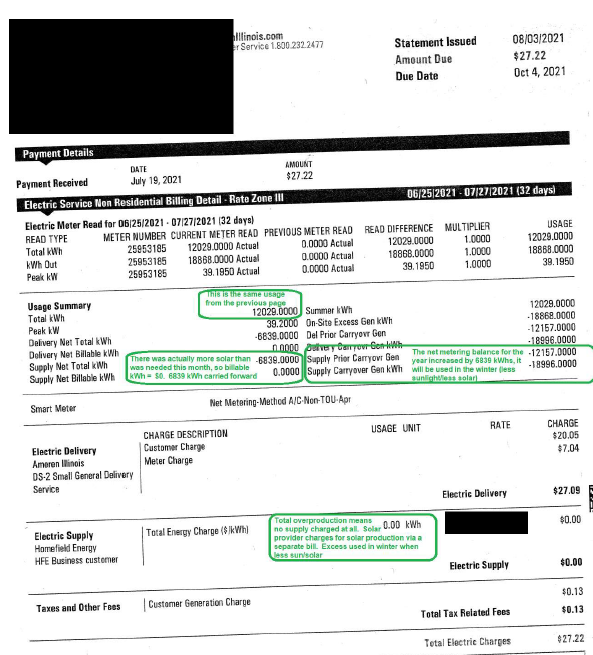 nIllinois.com
er Service 1.800.232.2477
Statement Issued 08/03/2021
Amount Due $27.22
Due Date Oct 4, 2021
Payment Details
DATE AMOUNT
Payment Received July 19, 2021 $27.22
Electric Service Non Residential Billing Detail - Rate Zone III 06/25/2021 - 07/27/2021 (32 days)
Electric Meter Read for 06/25/2021 - 07/27/2021 (32 days)
READ TYPE METER NUMBER CURRENT METER READ PREVIOUS METER READ READ DIFFERENCE MULTIPLIER USAGE
Total kWh 25953185 12029.0000 Actual 0.0000 Actual 12029.0000 1.0000 12029.0000
kWh Out 25953185 18868.0000 Actual 0.0000 Actual 18868.0000 1.0000 18868.0000
Peak kW 25953185 39.1950 Actual 0.0000 Actual 39.1950 1.0000 39.1950
This is the same usage
from the previous page
Usage Summary
Total kWh 12029.0000 Summer kWh 12029.0000
Peak kW 39.2000 On-Site Excess Gen kWh -18868.0000
Delivery Net Total kWh -6839.0000 Del Prior Carryovr Gen -12157.0000
Delivery Net Billable kWh 0.0000 Delivery Carryovr Gen kWh -18996.0000
Supply Net Total kWh -6839.0000 Supply Prior Carryovr Gen -12157.0000
Supply Net Billable kWh 0.0000 Supply Carryover Gen kWh -18996.0000
There was actually more solar than
was needed this month, so billable
kWh = $0. 6839 kWh carried forward
The net metering balance for the
year increased by 6839 kWhs, it
will be used in the winter (less
sunlight/less solar)
Smart Meter Net Metering-Method A/C-Non-TOU-Apr
CHARGE DESCRIPTION USAGE UNIT RATE CHARGE
Electric Delivery Customer Charge $20.05
Ameren Illinois Meter Charge $7.04
DS-2 Small General Delivery
Service
Electric Delivery $27.09
Electric Supply Total Energy Charge ($/kWh) 0.00 kWh $0.00
Homefield Energy
HFE Business customer
Total overproduction means
no supply charged at all. Solar
provider charges for solar production via a
separate bill. Excess used in winter when
less sun/solar
Electric Supply $0.00
Taxes and Other Fees Customer Generation Charge $0.13
Total Tax Related Fees $0.13
Total Electric Charges $27.22